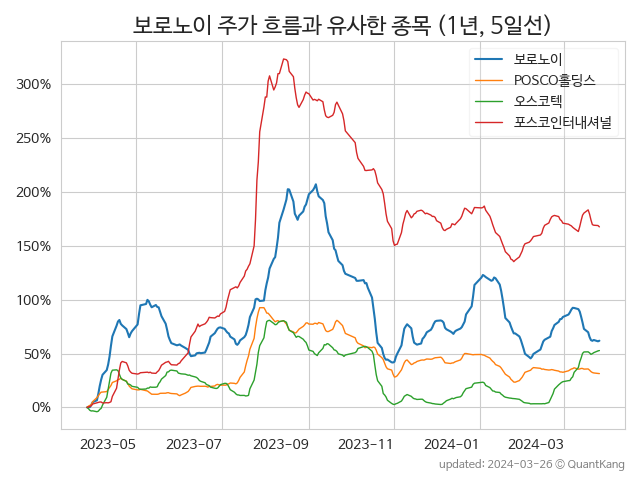 보로노이 주가 흐름과 유사한 종목 (1년, 5일선)
보로노이
POSCO홀딩스
오스코텍
포스코인터내셔널
300%
250%
200%
150%
100%
50%
0%
2023-05 2023-07 2023-09 2023-11 2024-01 2024-03
updated: 2024-03-26 © QuantKang